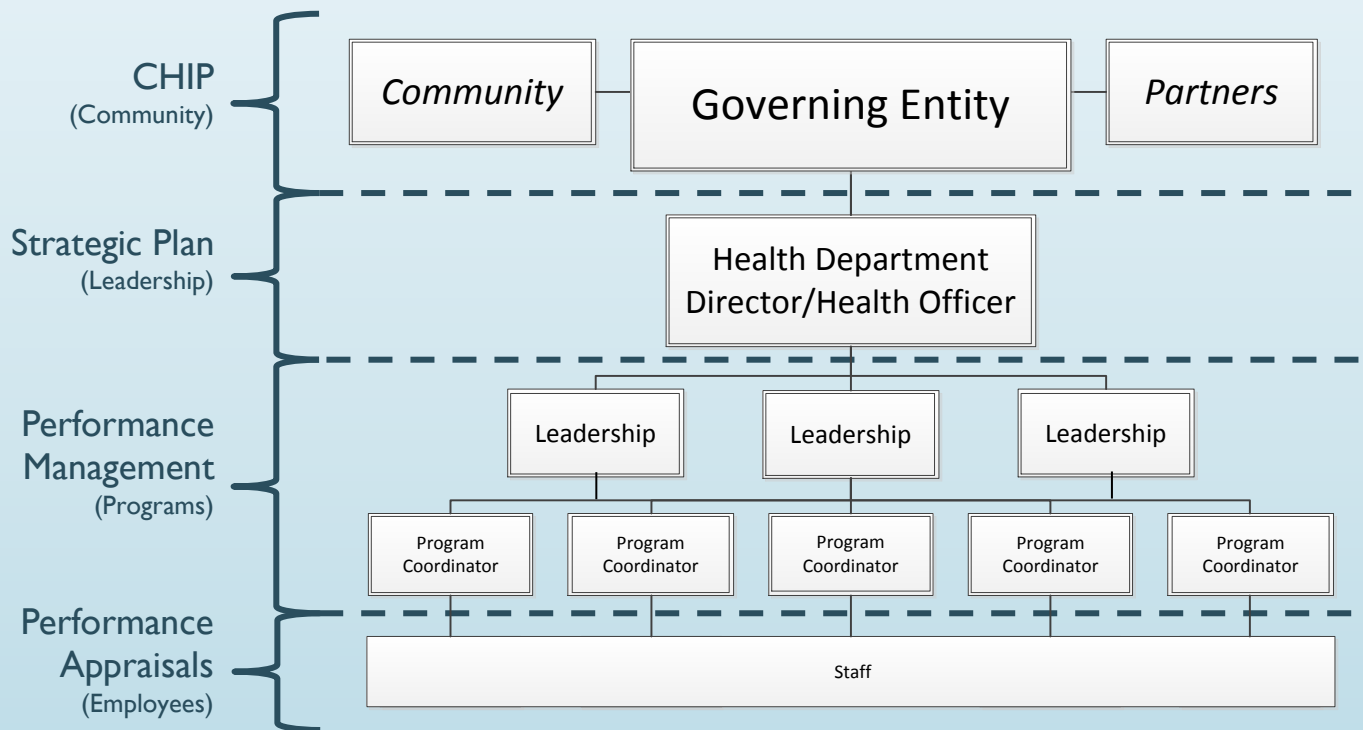 CHIP
(Community)
Community
Governing Entity
Partners
Strategic Plan
(Leadership)
Health Department
Director/Health Officer
Performance
Management
(Programs)
Leadership
Leadership
Leadership
Program
Coordinator
Program
Coordinator
Program
Coordinator
Program
Coordinator
Program
Coordinator
Performance
Appraisals
(Employees)
Staff